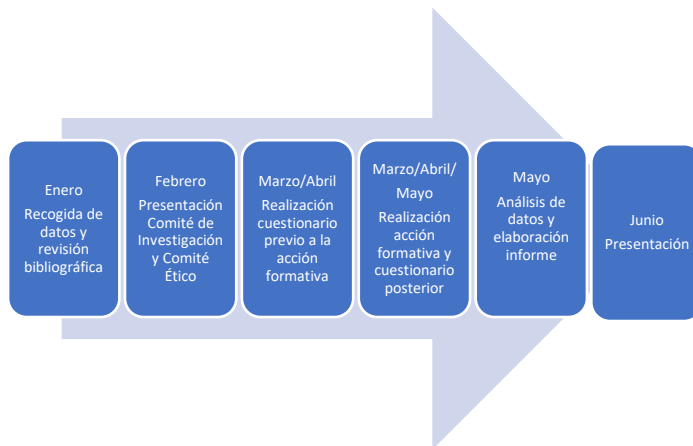 Enero
Recogida de
datos y
revisión
bibliográfica
Febrero
Presentación
Comité de
Investigación
y Comité
Ético
Marzo/Abril
Realización
cuestionario
previo a la
acción
formativa
Marzo/Abril/
Mayo
Realización
acción
formativa y
cuestionario
posterior
Mayo
Análisis de
datos y
elaboración
informe
Junio
Presentación